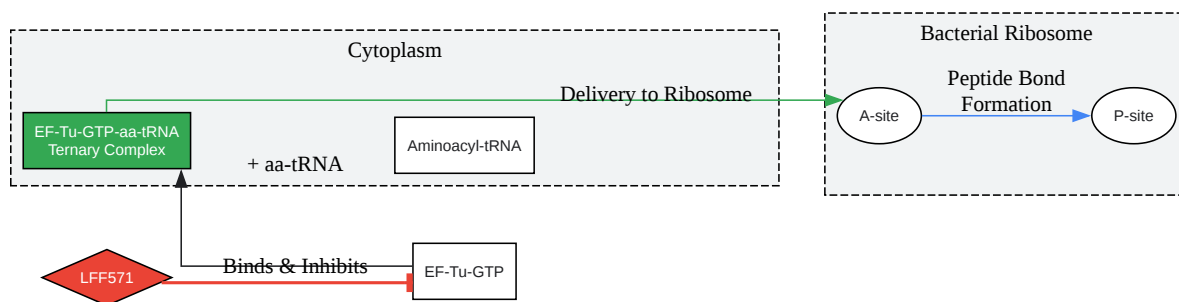 Cytoplasm
Bacterial Ribosome
Delivery to Ribosome
Peptide Bond
Formation
EF-Tu-GTP-aa-tRNA
Ternary Complex
Aminoacyl-tRNA
A-site
P-site
+ aa-tRNA
LFF571
Binds & Inhibits
EF-Tu-GTP